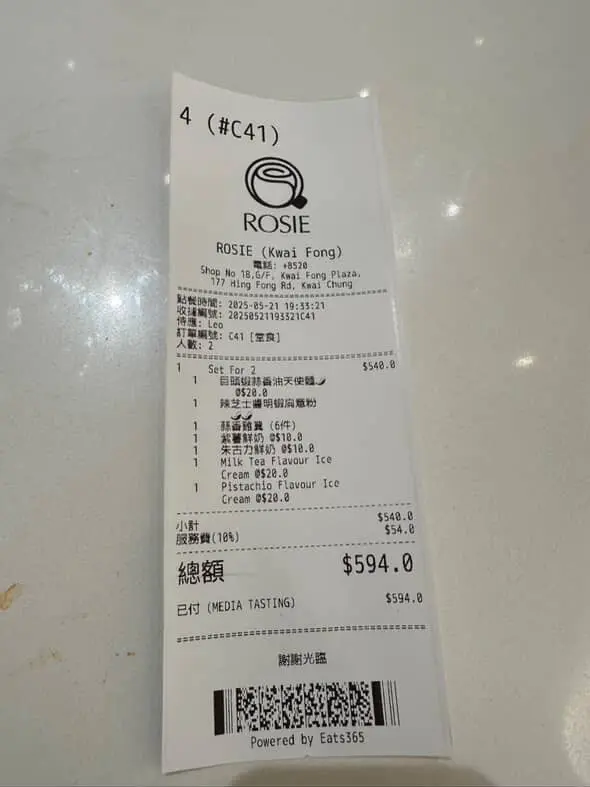 4 (#C41)
ROSIE
ROSIE (Kwai Fong)
電話: +8520
Shop No 18,G/F, Kwai Fong Plaza,
177 Hing Fong Rd, Kwai Chung
點餐時間: 2025-05-21 19:33:21
收據編號: 20250521193321C41
侍應: Leo
訂單編號: C41 [堂食]
人數: 2
1 Set For 2 $540.0
1 巨頭蝦蒜香油天使麵🌶
@$20.0
1 辣芝士醬明蝦扁意粉
🌶🌶
1 蒜香雞翼 (6件)
1 紫薯鮮奶 @$10.0
1 朱古力鮮奶 @$10.0
1 Milk Tea Flavour Ice
Cream @$20.0
1 Pistachio Flavour Ice
Cream @$20.0
小計 $540.0
服務費(10%) $54.0
總額 $594.0
已付 (MEDIA TASTING) $594.0
謝謝光臨
Powered by Eats365